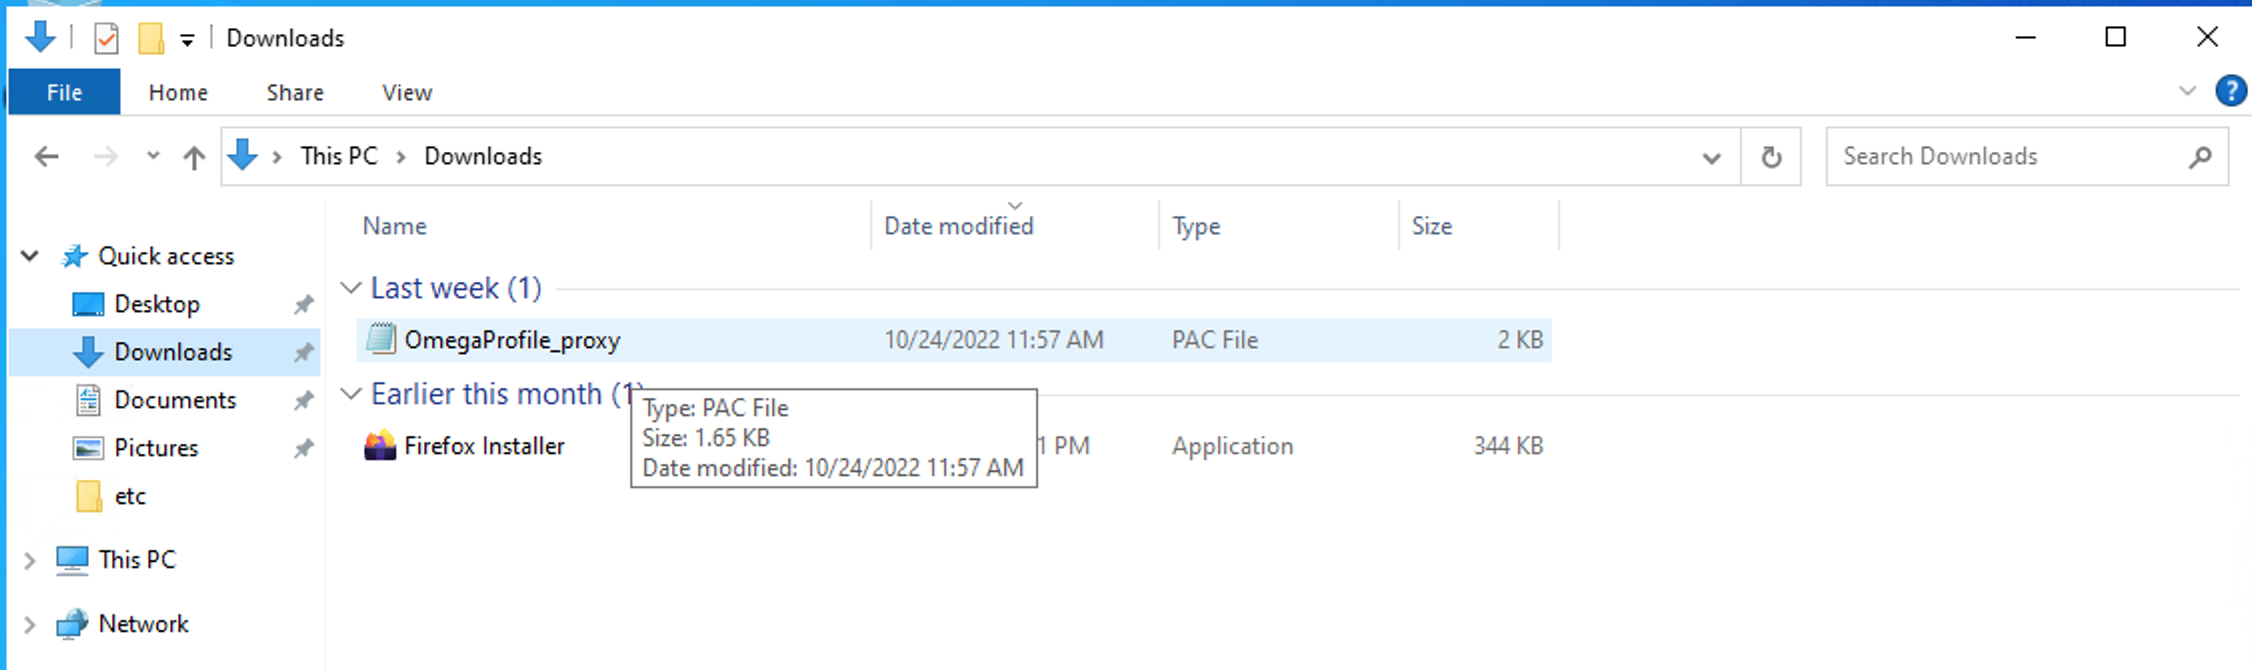 Downloads
File Home Share View
?
This PC Downloads
Search Downloads
Name Date modified Type Size
Quick access
Desktop
Downloads
Documents
Pictures
etc
This PC
Network
Last week (1)
OmegaProfile_proxy 10/24/2022 11:57 AM PAC File 2 KB
Earlier this month (1)
Type: PAC File
Size: 1.65 KB
Date modified: 10/24/2022 11:57 AM
Firefox Installer 1 PM Application 344 KB